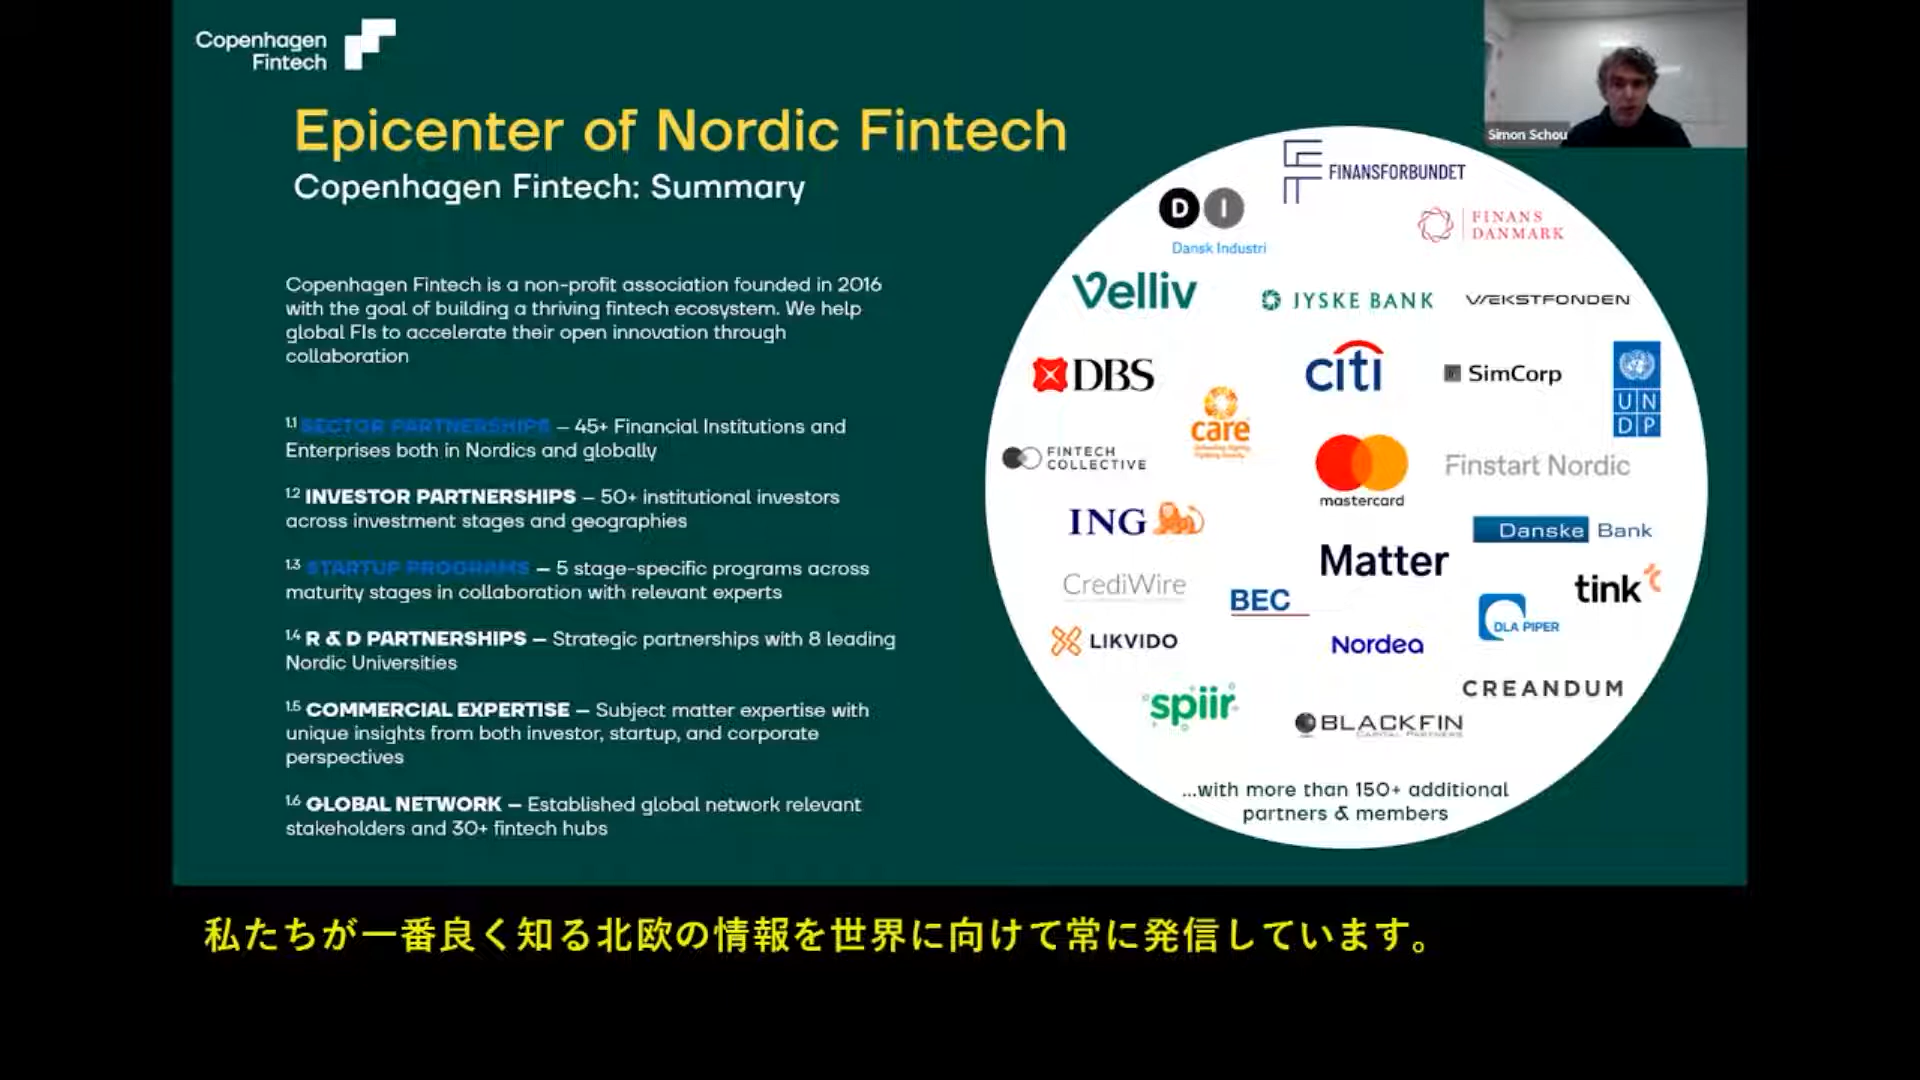 Copenhagen
Fintech
Epicenter of Nordic Fintech
Copenhagen Fintech: Summary
Copenhagen Fintech is a non-profit association founded in 2016
with the goal of building a thriving fintech ecosystem. We help
global FIs to accelerate their open innovation through
collaboration
1.1 SECTOR PARTNERSHIPS – 45+ Financial Institutions and
Enterprises both in Nordics and globally
1.2 INVESTOR PARTNERSHIPS – 50+ institutional investors
across investment stages and geographies
1.3 STARTUP PROGRAMS – 5 stage-specific programs across
maturity stages in collaboration with relevant experts
1.4 R & D PARTNERSHIPS – Strategic partnerships with 8 leading
Nordic Universities
1.5 COMMERCIAL EXPERTISE – Subject matter expertise with
unique insights from both investor, startup, and corporate
perspectives
1.6 GLOBAL NETWORK – Established global network relevant
stakeholders and 30+ fintech hubs
Simon Schou
FINANSFORBUNDET
D I
Dansk Industri
FINANS
DANMARK
Velliv
JYSKE BANK
VÆKSTFONDEN
DBS
citi
SimCorp
UN
DP
care
FINTECH
COLLECTIVE
mastercard
Finstart Nordic
ING
Danske Bank
Matter
CrediWire
BEC
tink
DLA PIPER
LIKVIDO
Nordea
CREANDUM
spiir
BLACKFIN
CAPITAL PARTNERS
...with more than 150+ additional
partners & members
私たちが一番良く知る北欧の情報を世界に向けて常に発信しています。